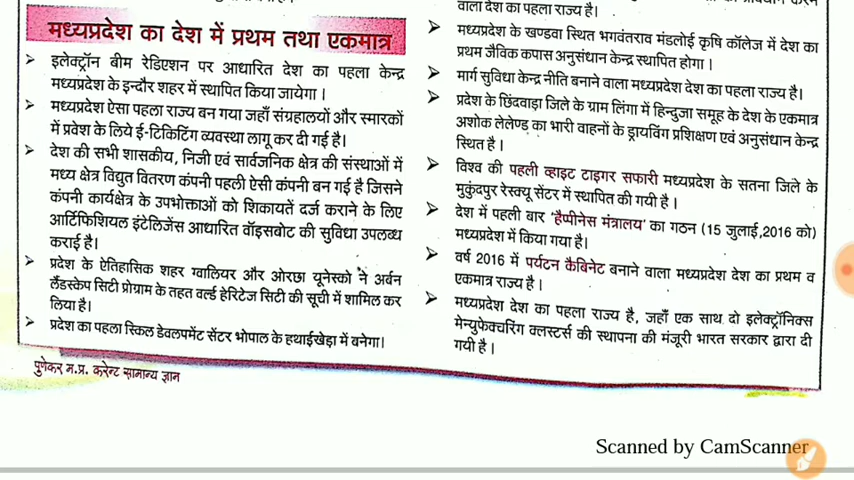 मध्यप्रदेश का देश में प्रथम तथा एकमात्र
➢ इलेक्ट्रॉन बीम रेडिएशन पर आधारित देश का पहला केन्द्र
मध्यप्रदेश के इन्दौर शहर में स्थापित किया जायेगा ।
➢ मध्यप्रदेश ऐसा पहला राज्य बन गया जहाँ संग्रहालयों और स्मारकों
में प्रवेश के लिये ई-टिकिटिंग व्यवस्था लागू कर दी गई है।
➢ देश की सभी शासकीय, निजी एवं सार्वजनिक क्षेत्र की संस्थाओं में
मध्य क्षेत्र विद्युत वितरण कंपनी पहली ऐसी कंपनी बन गई है जिसने
कंपनी कार्यक्षेत्र के उपभोक्ताओं को शिकायतें दर्ज कराने के लिए
आर्टिफिशियल इंटेलिजेंस आधारित वॉइसबोट की सुविधा उपलब्ध
कराई है।
➢ प्रदेश के ऐतिहासिक शहर ग्वालियर और ओरछा यूनेस्को ने अर्बन
लैंडस्केप सिटी प्रोग्राम के तहत वर्ल्ड हेरिटेज सिटी की सूची में शामिल कर
लिया है।
➢ प्रदेश का पहला स्किल डेवलपमेंट सेंटर भोपाल के हथाईखेड़ा में बनेगा।
पुणेकर म.प्र. करेन्ट सामान्य ज्ञान
वाला देश का पहला राज्य है।
➢ मध्यप्रदेश के खण्डवा स्थित भगवंतराव मंडलोई कृषि कॉलेज में देश का
प्रथम जैविक कपास अनुसंधान केन्द्र स्थापित होगा ।
➢ मार्ग सुविधा केन्द्र नीति बनाने वाला मध्यप्रदेश देश का पहला राज्य है।
➢ प्रदेश के छिंदवाड़ा जिले के ग्राम लिंगा में हिन्दुजा समूह के देश के एकमात्र
अशोक लेलेण्ड का भारी वाहनों के ड्रायविंग प्रशिक्षण एवं अनुसंधान केन्द्र
स्थित है ।
➢ विश्व की पहली व्हाइट टाइगर सफारी मध्यप्रदेश के सतना जिले के
मुकुंदपुर रेस्क्यू सेंटर में स्थापित की गयी है ।
➢ देश में पहली बार 'हैप्पीनेस मंत्रालय' का गठन (15 जुलाई,2016 को)
मध्यप्रदेश में किया गया है।
➢ वर्ष 2016 में पर्यटन कैबिनेट बनाने वाला मध्यप्रदेश देश का प्रथम व
एकमात्र राज्य है ।
➢ मध्यप्रदेश देश का पहला राज्य है, जहाँ एक साथ दो इलेक्ट्रॉनिक्स
मेन्युफेक्चरिंग क्लस्टर्स की स्थापना की मंजूरी भारत सरकार द्वारा दी
गयी है ।
Scanned by CamScanner